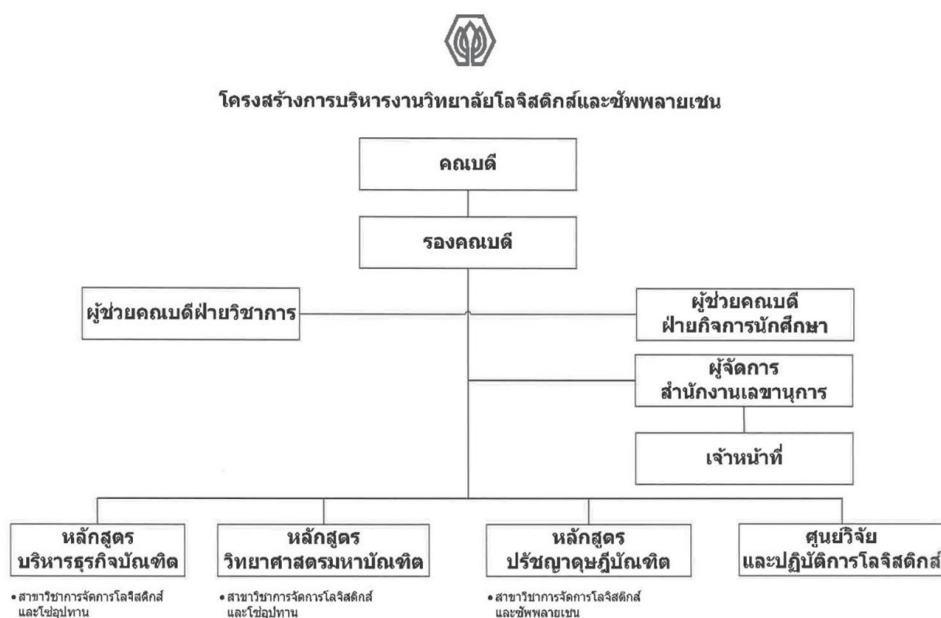 โครงสร้างการบริหารงานวิทยาลัยโลจิสติกส์และซัพพลายเชน
คณบดี
รองคณบดี
ผู้ช่วยคณบดีฝ่ายวิชาการ
ผู้ช่วยคณบดี
ฝ่ายกิจการนักศึกษา
ผู้จัดการ
สำนักงานเลขานุการ
เจ้าหน้าที่
หลักสูตร
บริหารธุรกิจบัณฑิต
• สาขาวิชาการจัดการโลจิสติกส์
และโซ่อุปทาน
หลักสูตร
วิทยาศาสตรมหาบัณฑิต
• สาขาวิชาการจัดการโลจิสติกส์
และโซ่อุปทาน
หลักสูตร
ปรัชญาดุษฎีบัณฑิต
• สาขาวิชาการจัดการโลจิสติกส์
และซัพพลายเชน
ศูนย์วิจัย
และปฏิบัติการโลจิสติกส์